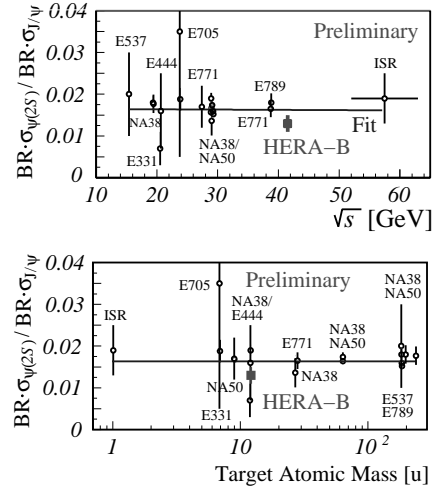 BR·σψ(2S)/ BR·σJ/ψ
0.04
0.03
0.02
0.01
0
E705
Preliminary
E537
E444
E771
E789
ISR
NA38
E331
NA38/
NA50
E771
HERA–B
Fit
10 20 30 40 50 60
√s [GeV]
BR·σψ(2S)/ BR·σJ/ψ
0.04
0.03
0.02
0.01
0
Preliminary
E705
NA38/
E444
NA38
NA50
ISR
E771
NA38
NA50
NA50
NA38
E331
HERA–B
E537
E789
1 10 10²
Target Atomic Mass [u]